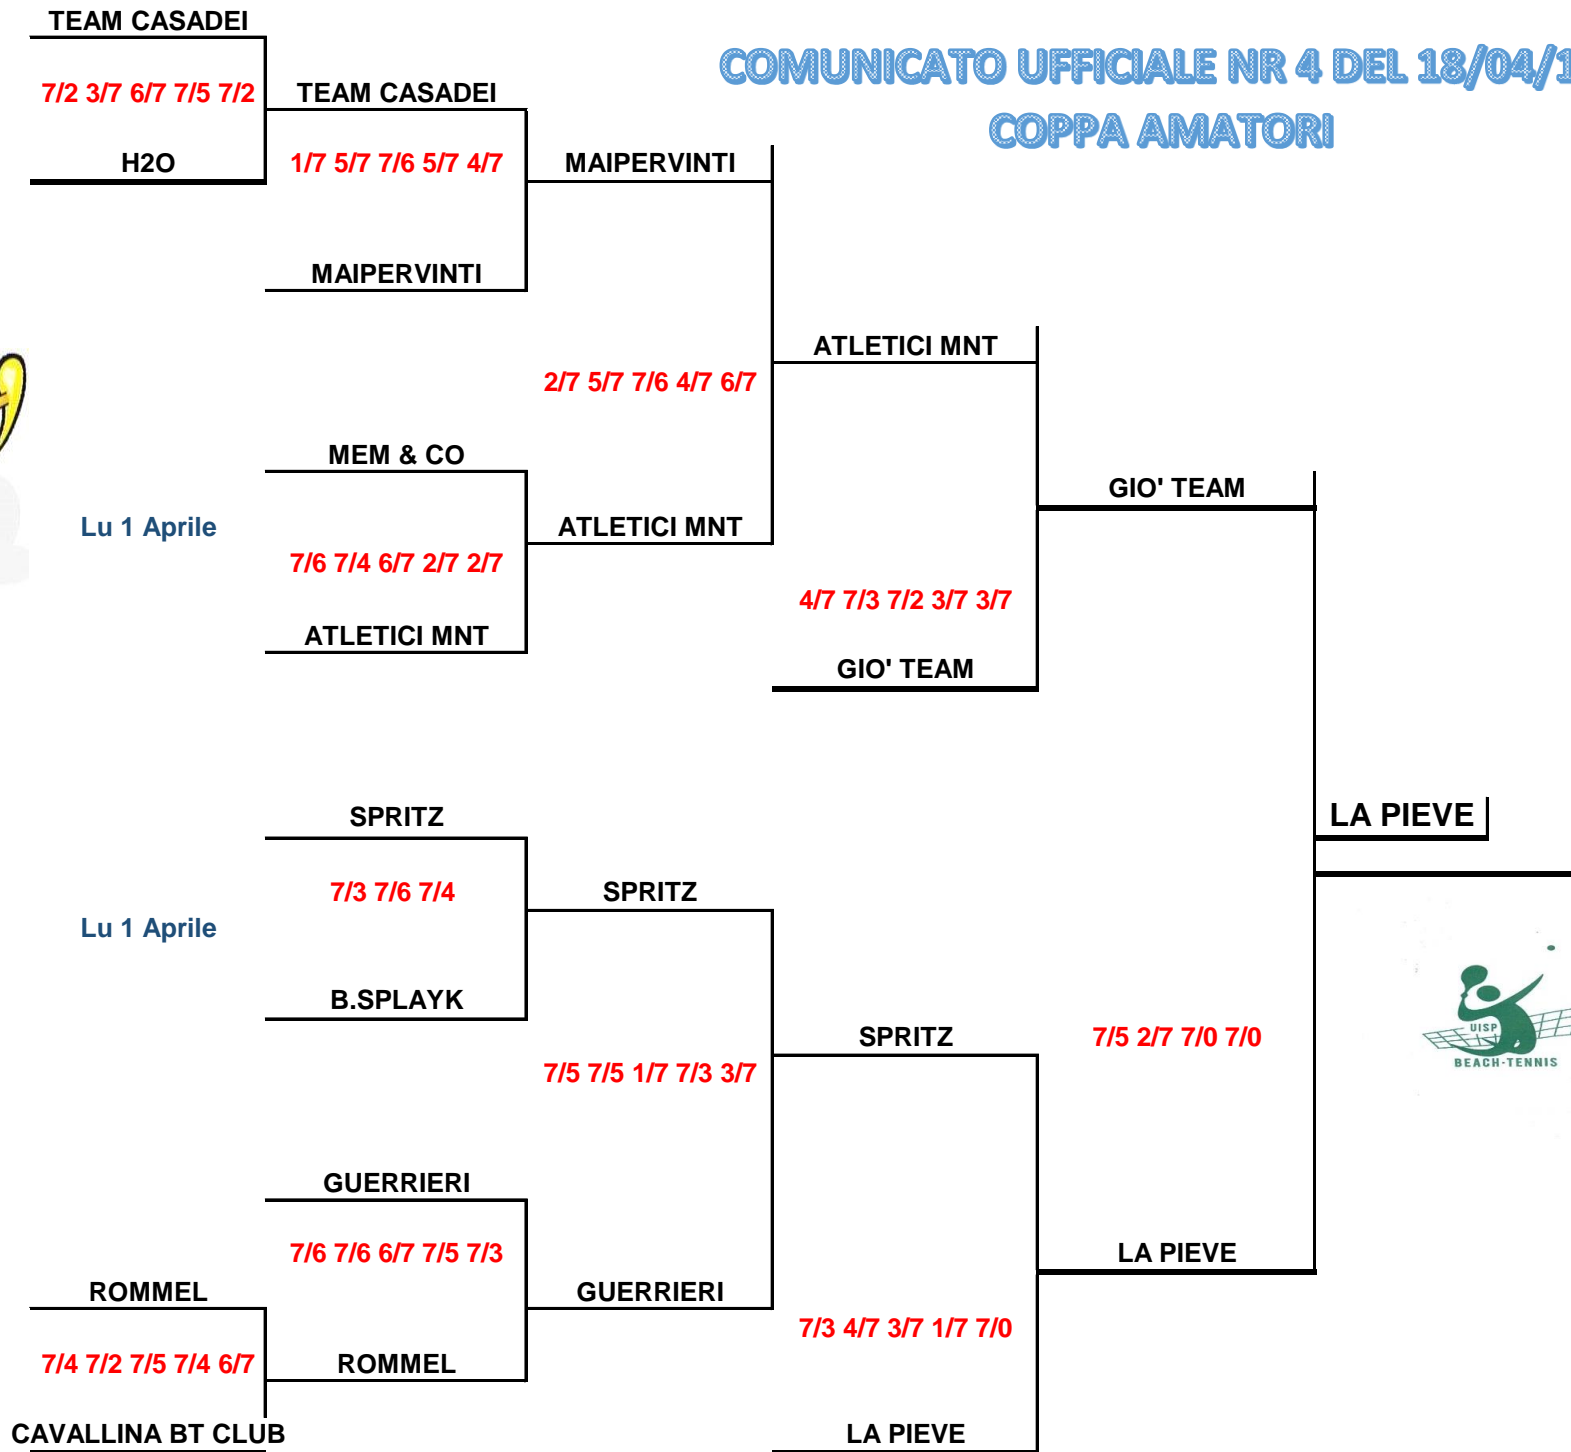 TEAM CASADEI
COMUNICATO UFFICIALE NR 4 DEL 18/04/1
7/2 3/7 6/7 7/5 7/2
TEAM CASADEI
COPPA AMATORI
H2O
1/7 5/7 7/6 5/7 4/7
MAIPERVINTI
MAIPERVINTI
ATLETICI MNT
2/7 5/7 7/6 4/7 6/7
MEM & CO
GIO' TEAM
Lu 1 Aprile
ATLETICI MNT
7/6 7/4 6/7 2/7 2/7
4/7 7/3 7/2 3/7 3/7
ATLETICI MNT
GIO' TEAM
SPRITZ
LA PIEVE
7/3 7/6 7/4
SPRITZ
Lu 1 Aprile
B.SPLAYK
UISP
BEACH-TENNIS
SPRITZ
7/5 2/7 7/0 7/0
7/5 7/5 1/7 7/3 3/7
GUERRIERI
7/6 7/6 6/7 7/5 7/3
LA PIEVE
ROMMEL
GUERRIERI
7/3 4/7 3/7 1/7 7/0
7/4 7/2 7/5 7/4 6/7
ROMMEL
CAVALLINA BT CLUB
LA PIEVE